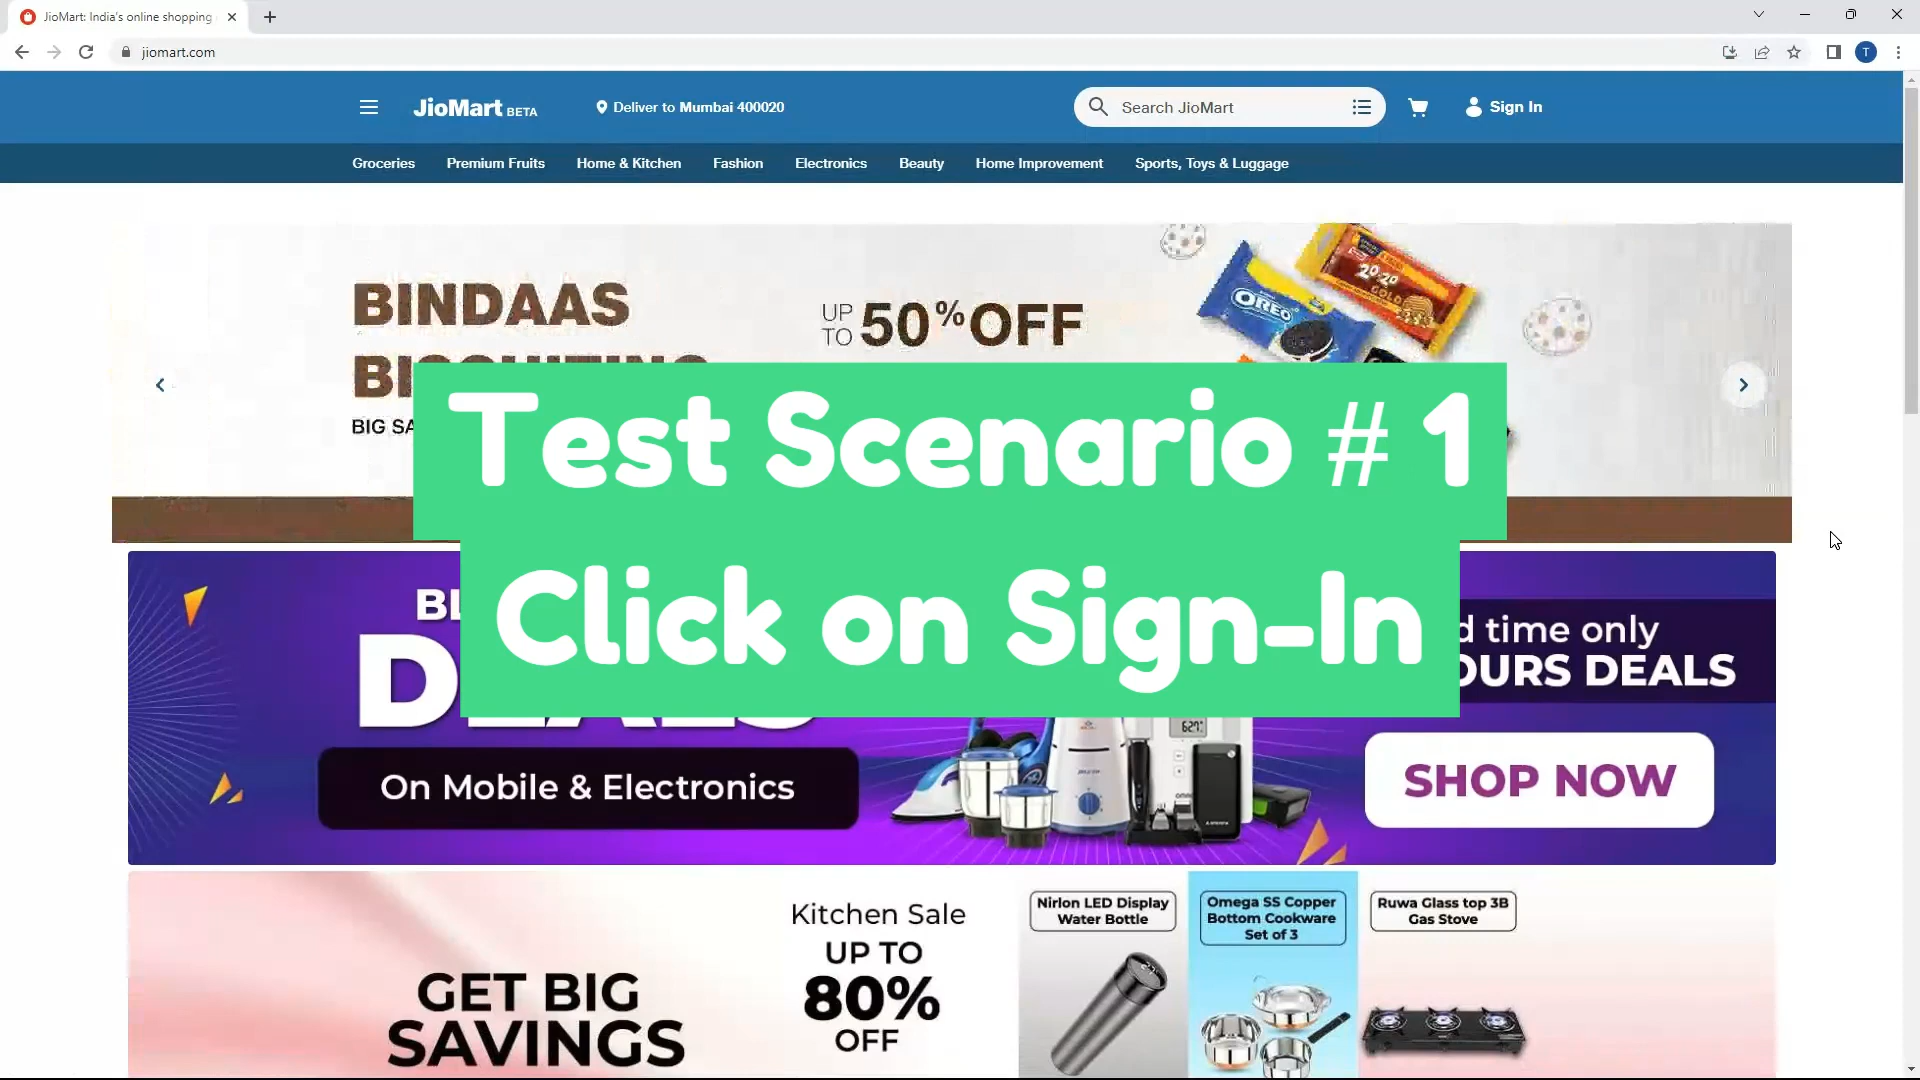 JioMart: India's online shopping
jiomart.com
JioMart BETA
Deliver to Mumbai 400020
Search JioMart
Sign In
T
Groceries
Premium Fruits
Home & Kitchen
Fashion
Electronics
Beauty
Home Improvement
Sports, Toys & Luggage
BINDAAS
UP TO 50% OFF
OREO
20-20
GOLD
BIG
Test Scenario # 1
Click on Sign-In
time only
DEALS
On Mobile & Electronics
SHOP NOW
GET BIG
SAVINGS
Kitchen Sale
UP TO
80%
OFF
Nirlon LED Display
Water Bottle
Omega SS Copper
Bottom Cookware
Set of 3
Ruwa Glass top 3B
Gas Stove